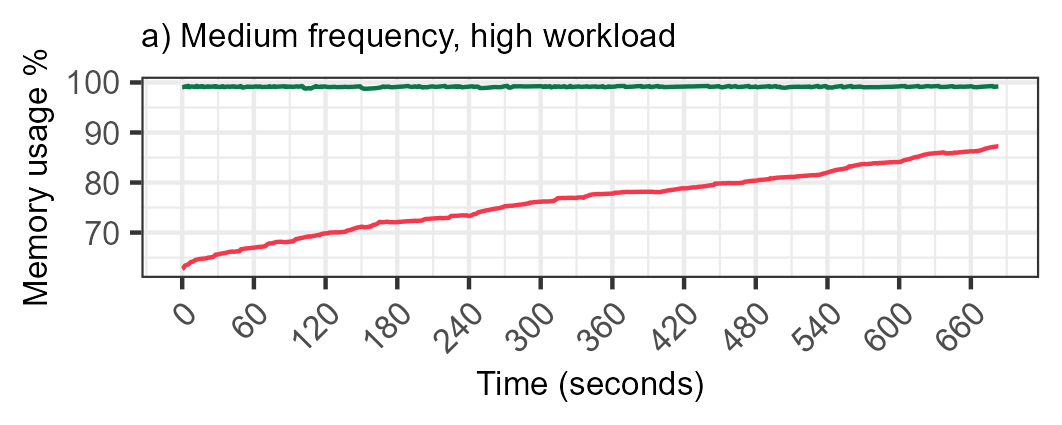 a) Medium frequency, high workload
Memory usage %
100
90
80
70
0 60 120 180 240 300 360 420 480 540 600 660
Time (seconds)